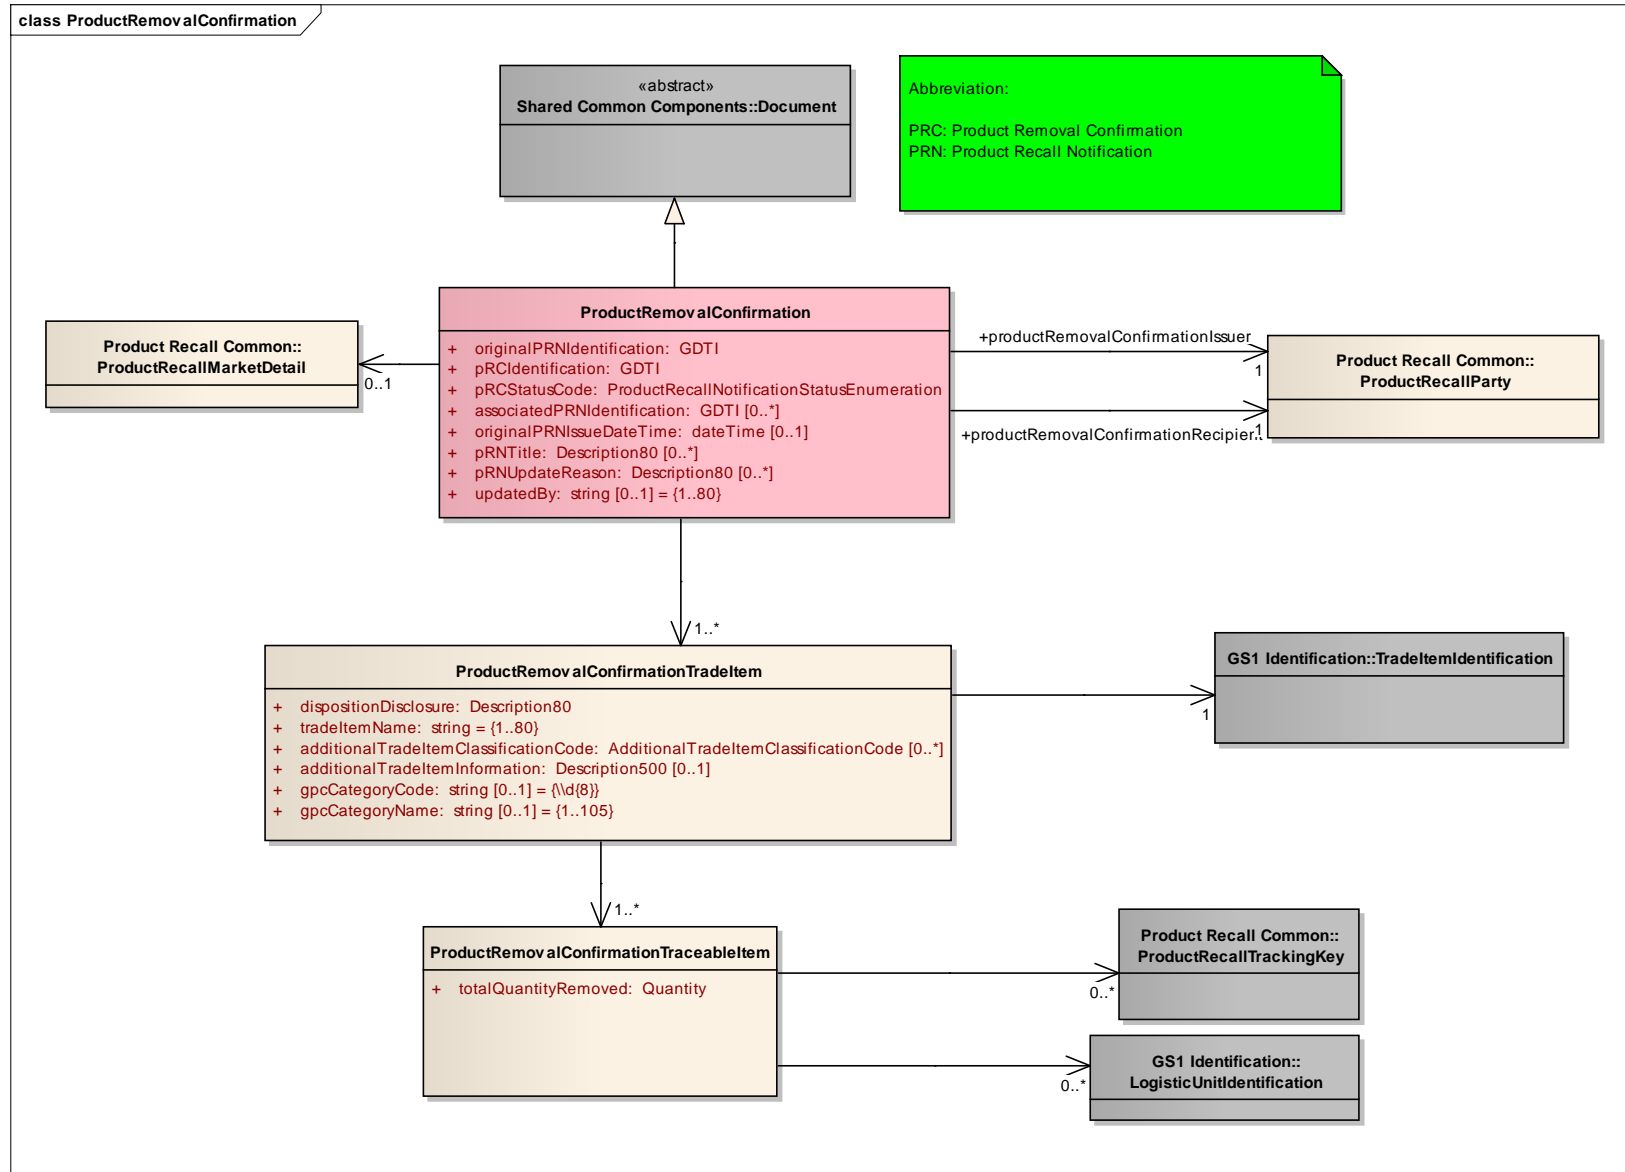 class ProductRemovalConfirmation
«abstract»
Shared Common Components::Document
Abbreviation:
PRC: Product Removal Confirmation
PRN: Product Recall Notification
Product Recall Common::
ProductRecallMarketDetail
0..1
ProductRemovalConfirmation
+ originalPRNIdentification: GDTI
+ pRCIdentification: GDTI
+ pRCStatusCode: ProductRecallNotificationStatusEnumeration
+ associatedPRNIdentification: GDTI [0..*]
+ originalPRNIssueDateTime: dateTime [0..1]
+ pRNTitle: Description80 [0..*]
+ pRNUpdateReason: Description80 [0..*]
+ updatedBy: string [0..1] = {1..80}
+productRemovalConfirmationIssuer
1
+productRemovalConfirmationRecipient
1
Product Recall Common::
ProductRecallParty
1..*
ProductRemovalConfirmationTradeItem
+ dispositionDisclosure: Description80
+ tradeItemName: string = {1..80}
+ additionalTradeItemClassificationCode: AdditionalTradeItemClassificationCode [0..*]
+ additionalTradeItemInformation: Description500 [0..1]
+ gpcCategoryCode: string [0..1] = {\\d{8}}
+ gpcCategoryName: string [0..1] = {1..105}
1
GS1 Identification::TradeItemIdentification
1..*
ProductRemovalConfirmationTraceableItem
+ totalQuantityRemoved: Quantity
0..*
Product Recall Common::
ProductRecallTrackingKey
0..*
GS1 Identification::
LogisticUnitIdentification